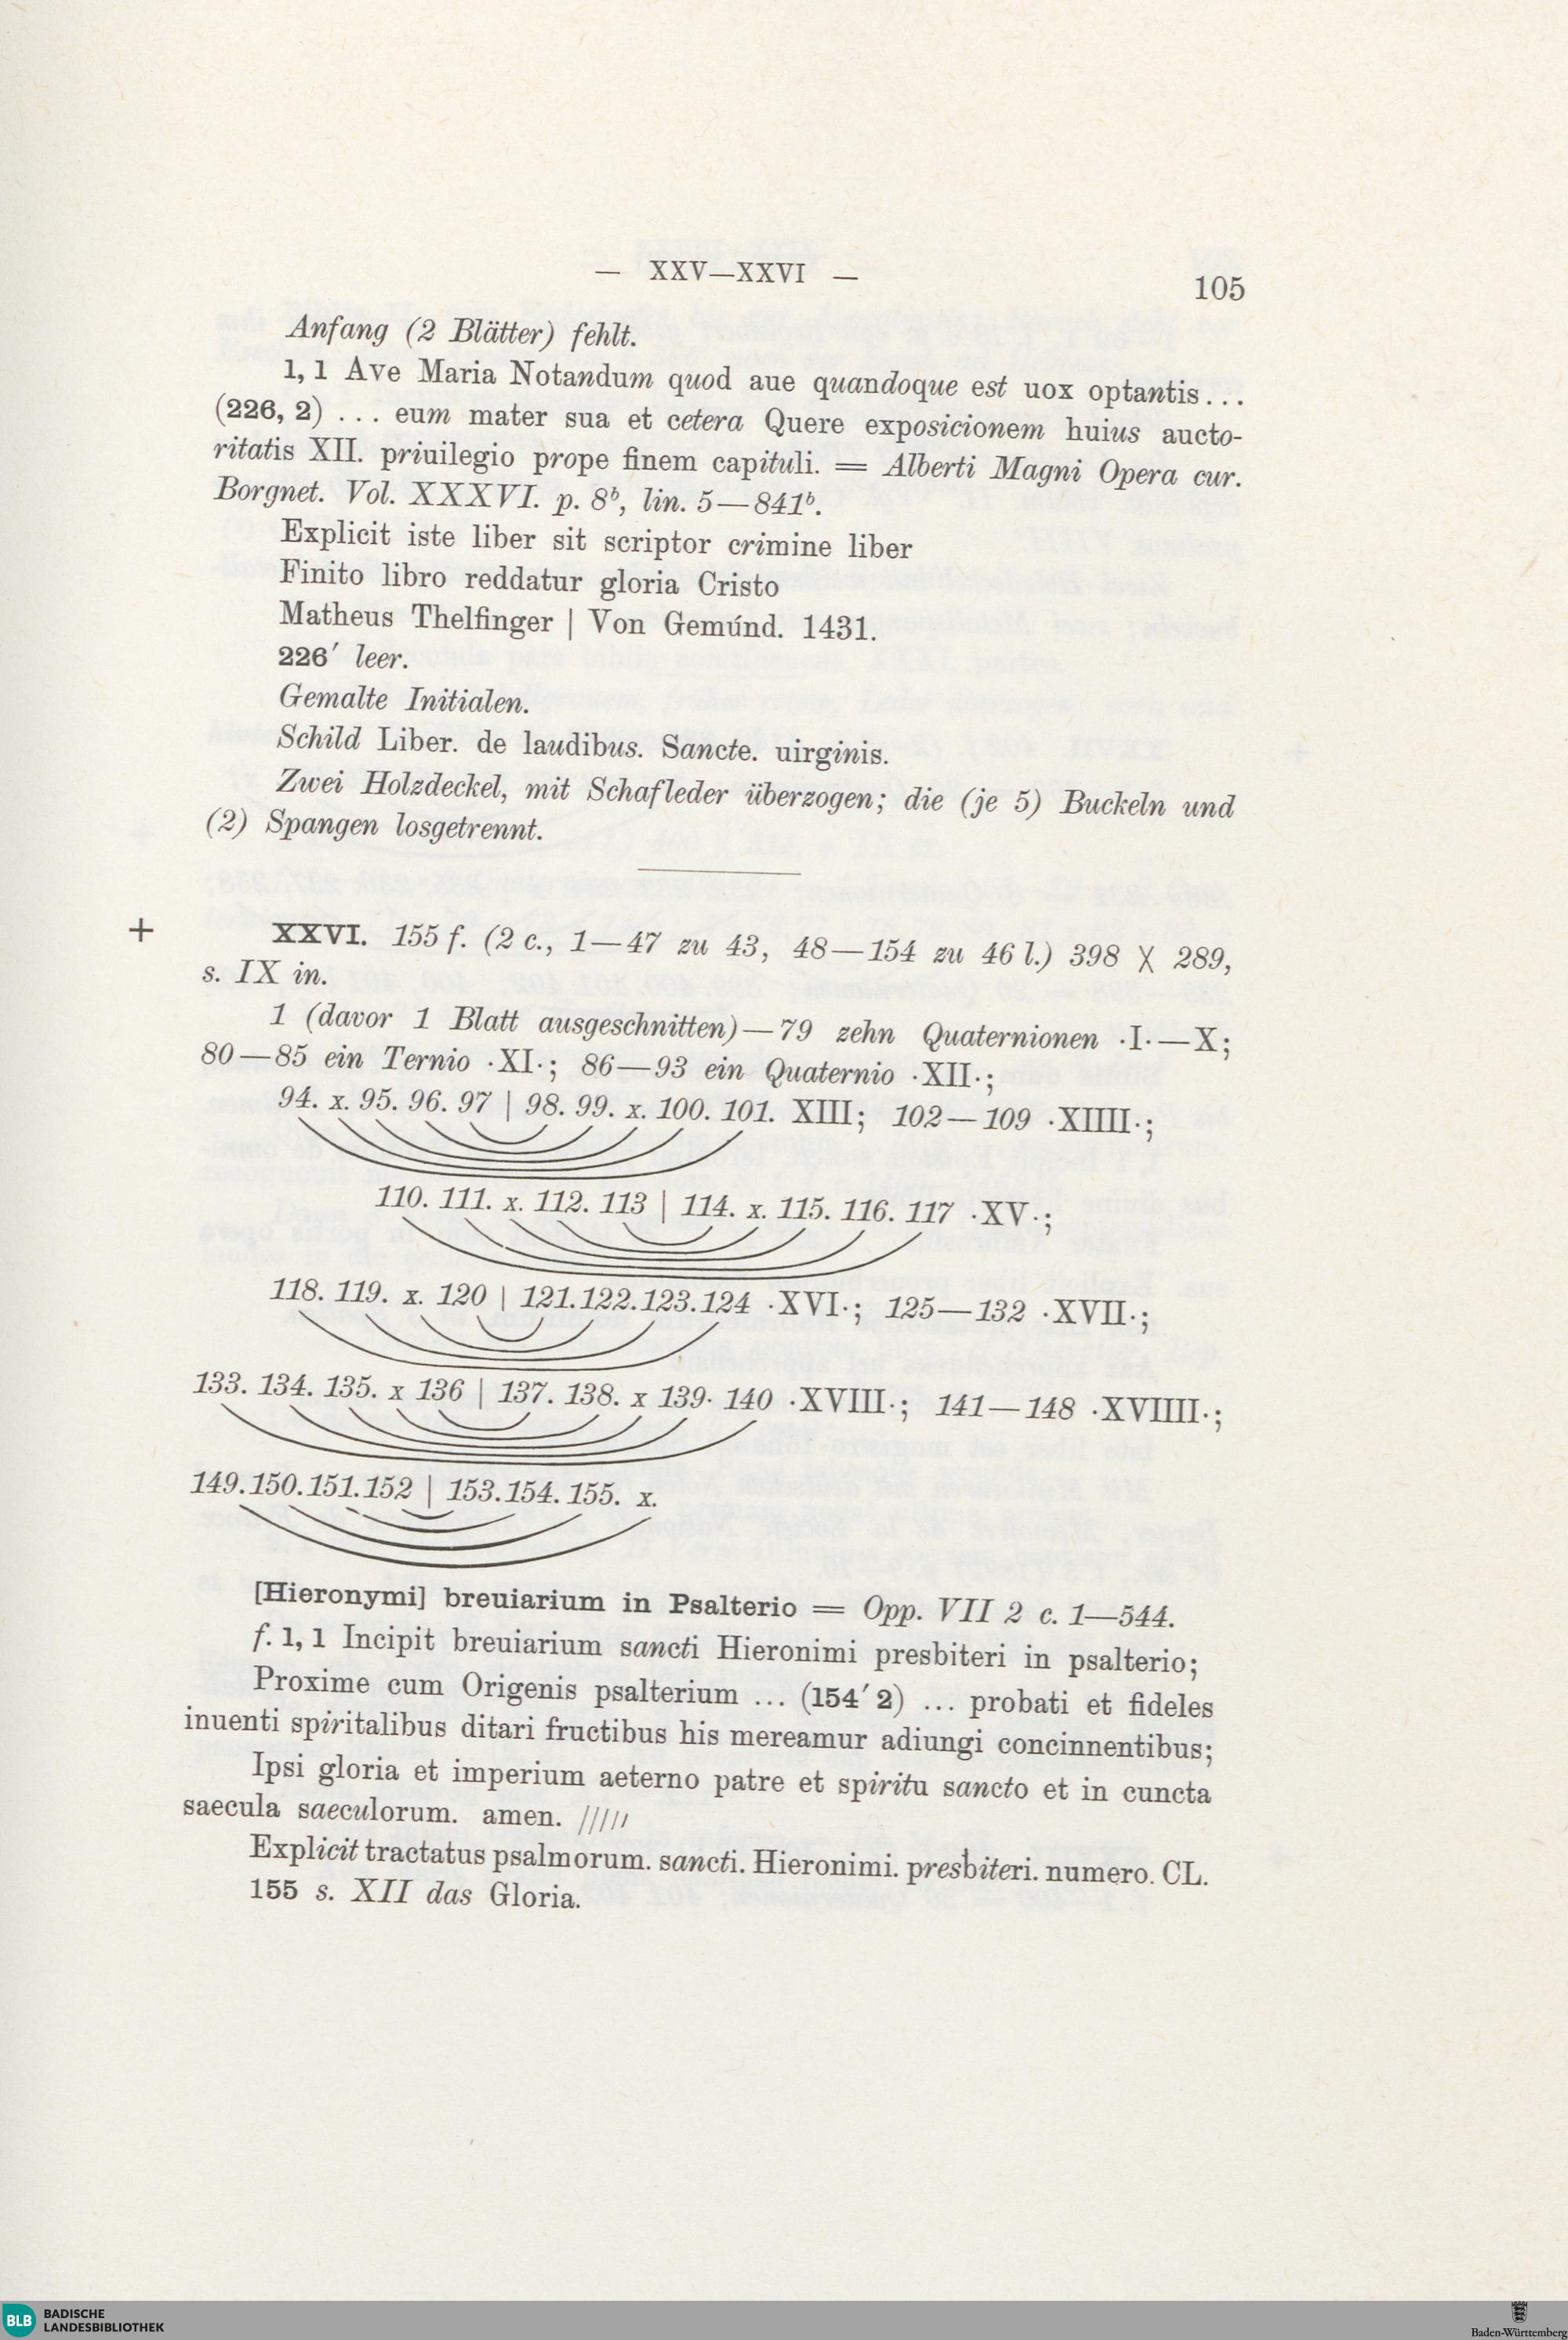 — XXV—XXVI —
105
Anfang (2 Blätter) fehlt.
1, 1 Ave Maria Notandum quod aue quandoque est uox optantis...
(226, 2) ... eum mater sua et cetera Quere exposicionem huius aucto-
ritatis XII. priuilegio prope finem capituli. = Alberti Magni Opera cur.
Borgnet. Vol. XXXVI. p. 8ᵇ, lin. 5—841ᵇ.
Explicit iste liber sit scriptor crimine liber
Finito libro reddatur gloria Cristo
Matheus Thelfinger | Von Gemúnd. 1431.
226′ leer.
Gemalte Initialen.
Schild Liber. de laudibus. Sancte. uirginis.
Zwei Holzdeckel, mit Schafleder überzogen; die (je 5) Buckeln und
(2) Spangen losgetrennt.
+ XXVI. 155 f. (2 c., 1—47 zu 43, 48—154 zu 46 l.) 398 X 289,
s. IX in.
1 (davor 1 Blatt ausgeschnitten)—79 zehn Quaternionen ·I·—X;
80—85 ein Ternio ·XI·; 86—93 ein Quaternio ·XII·;
94. x. 95. 96. 97 | 98. 99. x. 100. 101. XIII; 102—109 ·XIIII·;
110. 111. x. 112. 113 | 114. x. 115. 116. 117 ·XV·;
118. 119. x. 120 | 121.122.123.124 ·XVI·; 125—132 ·XVII·;
133. 134. 135. x 136 | 137. 138. x 139· 140 ·XVIII·; 141—148 ·XVIIII·;
149.150.151.152 | 153.154. 155. x.
[Hieronymi] breuiarium in Psalterio = Opp. VII 2 c. 1—544.
f. 1, 1 Incipit breuiarium sancti Hieronimi presbiteri in psalterio;
Proxime cum Origenis psalterium ... (154′ 2) ... probati et fideles
inuenti spiritalibus ditari fructibus his mereamur adiungi concinnentibus;
Ipsi gloria et imperium aeterno patre et spiritu sancto et in cuncta
saecula saeculorum. amen. /////
Explicit tractatus psalmorum. sancti. Hieronimi. presbiteri. numero. CL.
155 s. XII das Gloria.
BLB BADISCHE
LANDESBIBLIOTHEK
Baden-Württemberg